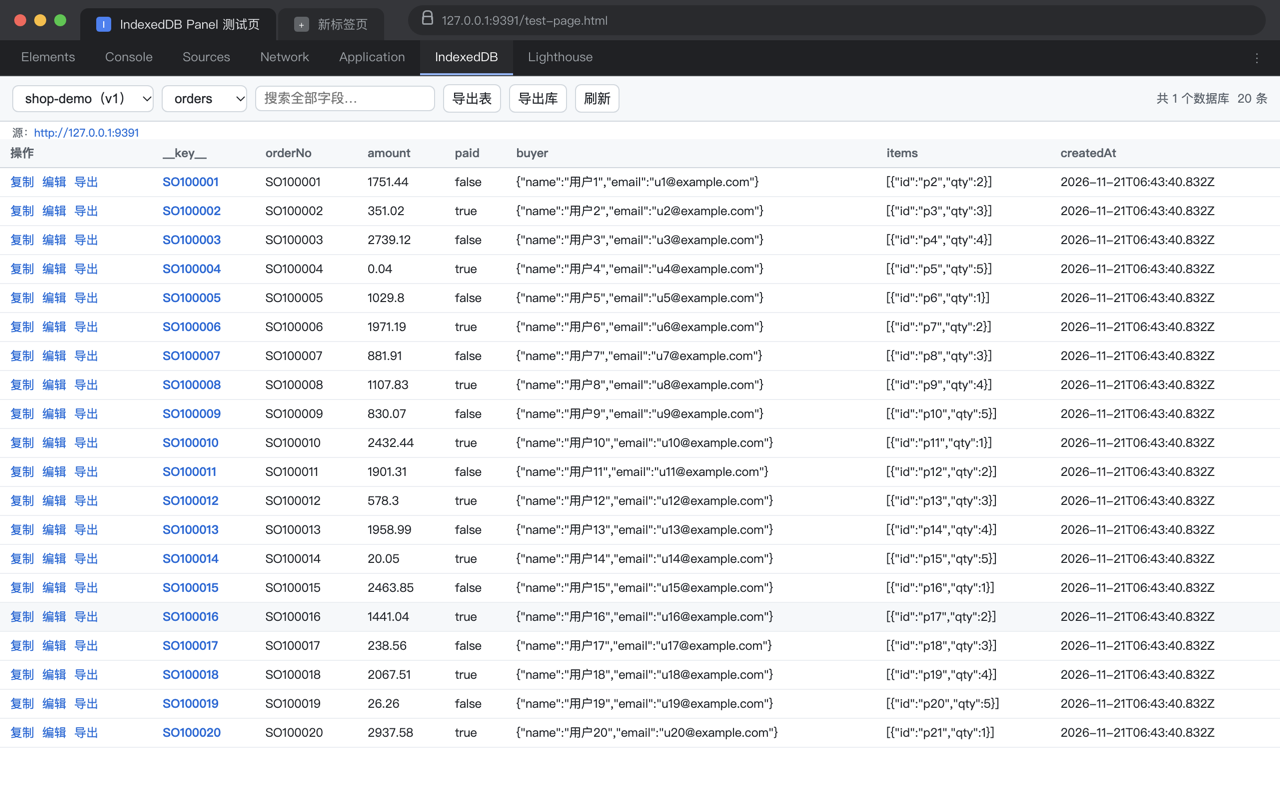 I IndexedDB Panel 测试页 + 新标签页 127.0.0.1:9391/test-page.html
Elements Console Sources Network Application IndexedDB Lighthouse
shop-demo（v1） orders 搜索全部字段... 导出表 导出库 刷新 共 1 个数据库 20 条
源: http://127.0.0.1:9391
操作 __key__ orderNo amount paid buyer items createdAt
复制 编辑 导出 SO100001 SO100001 1751.44 false {"name":"用户1","email":"u1@example.com"} [{"id":"p2","qty":2}] 2026-11-21T06:43:40.832Z
复制 编辑 导出 SO100002 SO100002 351.02 true {"name":"用户2","email":"u2@example.com"} [{"id":"p3","qty":3}] 2026-11-21T06:43:40.832Z
复制 编辑 导出 SO100003 SO100003 2739.12 false {"name":"用户3","email":"u3@example.com"} [{"id":"p4","qty":4}] 2026-11-21T06:43:40.832Z
复制 编辑 导出 SO100004 SO100004 0.04 true {"name":"用户4","email":"u4@example.com"} [{"id":"p5","qty":5}] 2026-11-21T06:43:40.832Z
复制 编辑 导出 SO100005 SO100005 1029.8 false {"name":"用户5","email":"u5@example.com"} [{"id":"p6","qty":1}] 2026-11-21T06:43:40.832Z
复制 编辑 导出 SO100006 SO100006 1971.19 true {"name":"用户6","email":"u6@example.com"} [{"id":"p7","qty":2}] 2026-11-21T06:43:40.832Z
复制 编辑 导出 SO100007 SO100007 881.91 false {"name":"用户7","email":"u7@example.com"} [{"id":"p8","qty":3}] 2026-11-21T06:43:40.832Z
复制 编辑 导出 SO100008 SO100008 1107.83 true {"name":"用户8","email":"u8@example.com"} [{"id":"p9","qty":4}] 2026-11-21T06:43:40.832Z
复制 编辑 导出 SO100009 SO100009 830.07 false {"name":"用户9","email":"u9@example.com"} [{"id":"p10","qty":5}] 2026-11-21T06:43:40.832Z
复制 编辑 导出 SO100010 SO100010 2432.44 true {"name":"用户10","email":"u10@example.com"} [{"id":"p11","qty":1}] 2026-11-21T06:43:40.832Z
复制 编辑 导出 SO100011 SO100011 1901.31 false {"name":"用户11","email":"u11@example.com"} [{"id":"p12","qty":2}] 2026-11-21T06:43:40.832Z
复制 编辑 导出 SO100012 SO100012 578.3 true {"name":"用户12","email":"u12@example.com"} [{"id":"p13","qty":3}] 2026-11-21T06:43:40.832Z
复制 编辑 导出 SO100013 SO100013 1958.99 false {"name":"用户13","email":"u13@example.com"} [{"id":"p14","qty":4}] 2026-11-21T06:43:40.832Z
复制 编辑 导出 SO100014 SO100014 20.05 true {"name":"用户14","email":"u14@example.com"} [{"id":"p15","qty":5}] 2026-11-21T06:43:40.832Z
复制 编辑 导出 SO100015 SO100015 2463.85 false {"name":"用户15","email":"u15@example.com"} [{"id":"p16","qty":1}] 2026-11-21T06:43:40.832Z
复制 编辑 导出 SO100016 SO100016 1441.04 true {"name":"用户16","email":"u16@example.com"} [{"id":"p17","qty":2}] 2026-11-21T06:43:40.832Z
复制 编辑 导出 SO100017 SO100017 238.56 false {"name":"用户17","email":"u17@example.com"} [{"id":"p18","qty":3}] 2026-11-21T06:43:40.832Z
复制 编辑 导出 SO100018 SO100018 2067.51 true {"name":"用户18","email":"u18@example.com"} [{"id":"p19","qty":4}] 2026-11-21T06:43:40.832Z
复制 编辑 导出 SO100019 SO100019 26.26 false {"name":"用户19","email":"u19@example.com"} [{"id":"p20","qty":5}] 2026-11-21T06:43:40.832Z
复制 编辑 导出 SO100020 SO100020 2937.58 true {"name":"用户20","email":"u20@example.com"} [{"id":"p21","qty":1}] 2026-11-21T06:43:40.832Z